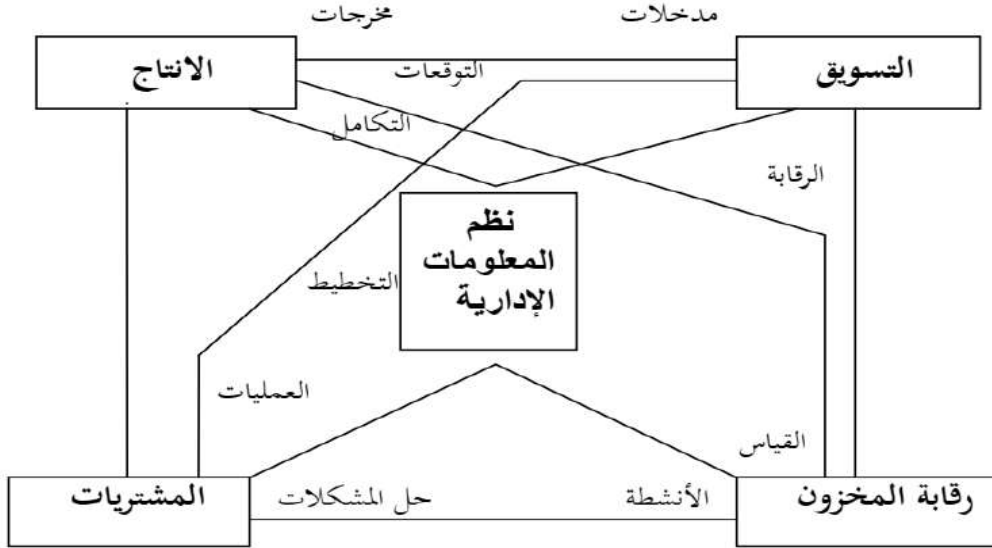 مدخلات
مخرجات
التسويق
الانتاج
التوقعات
التكامل
الرقابة
نظم
المعلومات
الإدارية
التخطيط
العمليات
القياس
رقابة المخزون
الأنشطة
حل المشكلات
المشتريات